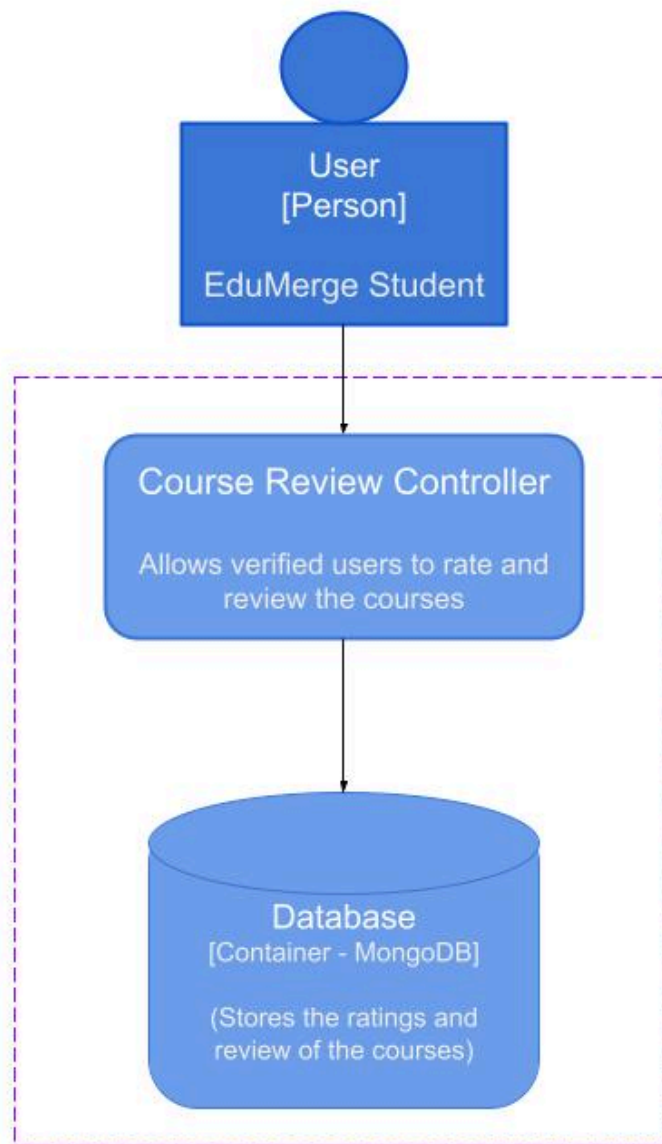 User
[Person]
EduMerge Student
Course Review Controller
Allows verified users to rate and
review the courses
Database
[Container - MongoDB]
(Stores the ratings and
review of the courses)